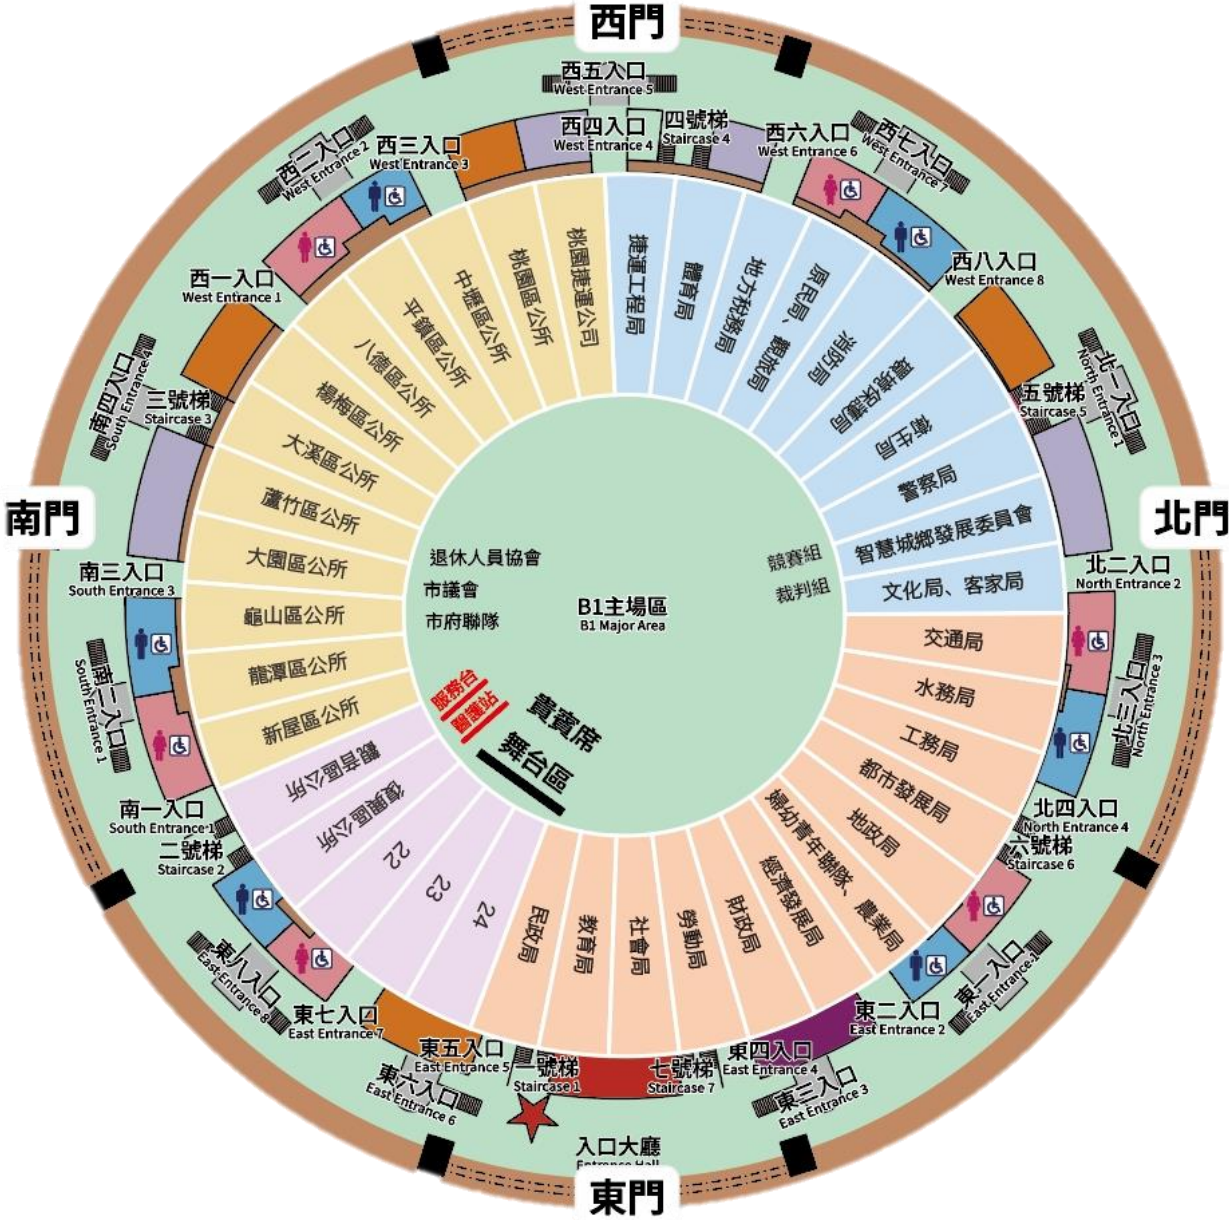 西門
西五入口
West Entrance 5
西四入口
West Entrance 4
四號梯
Staircase 4
西三入口
West Entrance 3
西二入口
West Entrance 2
西六入口
West Entrance 6
西七入口
West Entrance 7
西一入口
West Entrance 1
西八入口
West Entrance 8
南四入口
South Entrance 4
三號梯
Staircase 3
五號梯
Staircase 5
北一入口
North Entrance 1
南門
北門
南三入口
South Entrance 3
北二入口
North Entrance 2
南二入口
South Entrance 1
北三入口
North Entrance 3
南一入口
South Entrance 1
二號梯
Staircase 2
北四入口
North Entrance 4
六號梯
Staircase 6
東八入口
East Entrance 8
東七入口
East Entrance 7
東一入口
East Entrance 1
東二入口
East Entrance 2
東五入口
East Entrance 5
東六入口
East Entrance 6
一號梯
Staircase 1
七號梯
Staircase 7
東四入口
East Entrance 4
東三入口
East Entrance 3
入口大廳
Entrance Hall
東門
桃園捷運公司
桃園區公所
中壢區公所
平鎮區公所
八德區公所
楊梅區公所
大溪區公所
蘆竹區公所
大園區公所
龜山區公所
龍潭區公所
新屋區公所
觀音區公所
復興區公所
22
23
24
捷運工程局
體育局
地方稅務局
原民局、觀旅局
消防局
環境保護局
衛生局
警察局
智慧城鄉發展委員會
文化局、客家局
交通局
水務局
工務局
都市發展局
地政局
婦幼青年聯隊、農業局
經濟發展局
財政局
勞動局
社會局
教育局
民政局
退休人員協會
市議會
市府聯隊
競賽組
裁判組
B1主場區
B1 Major Area
服務台
醫護站
貴賓席
舞台區